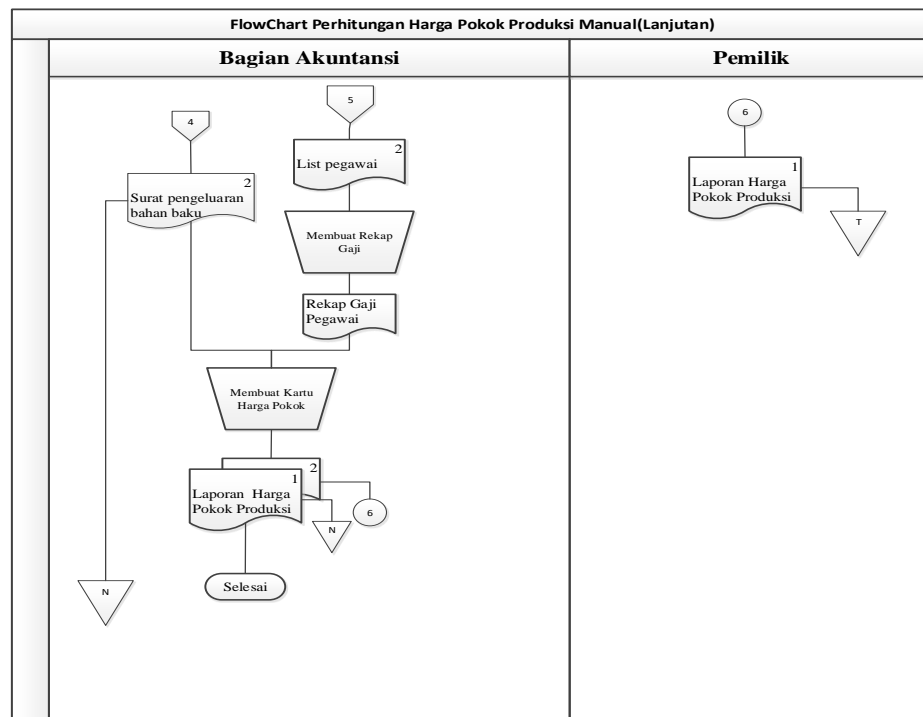 FlowChart Perhitungan Harga Pokok Produksi Manual(Lanjutan)
Bagian Akuntansi
Pemilik
4
2
Surat pengeluaran
bahan baku
N
5
2
List pegawai
Membuat Rekap
Gaji
Rekap Gaji
Pegawai
Membuat Kartu
Harga Pokok
2
1
Laporan Harga
Pokok Produksi
N
6
Selesai
6
1
Laporan Harga
Pokok Produksi
T